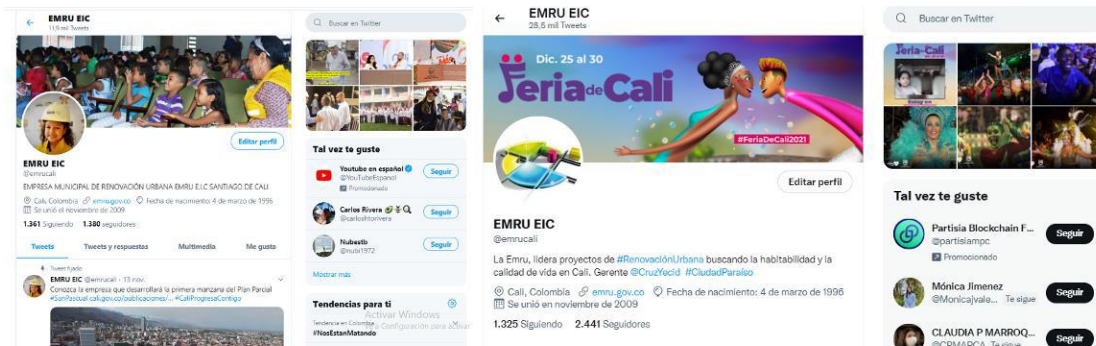 EMRU EIC
11,9 mil Tweets
Editar perfil
EMRU EIC
@emrucali
EMPRESA MUNICIPAL DE RENOVACIÓN URBANA EMRU E.I.C SANTIAGO DE CALI
Cali, Colombia emru.gov.co Fecha de nacimiento: 4 de marzo de 1996
Se unió el noviembre de 2009
1.361 Siguiendo 1.380 seguidores
Tweets Tweets y respuestas Multimedia Me gusta
Tweet fijado
EMRU EIC @emrucali · 13 nov.
Conozca la empresa que desarrollará la primera manzana del Plan Parcial
#SanPascual cali.gov.co/publicaciones/... #CaliProgresaContigo
Buscar en Twitter
Tal vez te guste
Youtube en español
@YouTubeEspanol
Promocionado
Seguir
Carlos Rivera
@carloshtorivera
Seguir
Nubestb
@nubi1972
Seguir
Mostrar más
Tendencias para ti
Activar Windows
Tendencia en Colombia
#NosEstanMatando
EMRU EIC
28,6 mil Tweets
Dic. 25 al 30
Feria de Cali
#FeriaDeCali2021
Editar perfil
EMRU EIC
@emrucali
La Emru, lidera proyectos de #RenovaciónUrbana buscando la habitabilidad y la
calidad de vida en Cali. Gerente @CruzYecid #CiudadParaíso
Cali, Colombia emru.gov.co Fecha de nacimiento: 4 de marzo de 1996
Se unió en noviembre de 2009
1.325 Siguiendo 2.441 Seguidores
Buscar en Twitter
Feria de Cali
Tal vez te guste
Partisia Blockchain F...
@partisiampc
Promocionado
Seguir
Mónica Jimenez
@Monicajvale... Te sigue
Seguir
CLAUDIA P MARROQ...
@CPMARCA Te sigue
Seguir